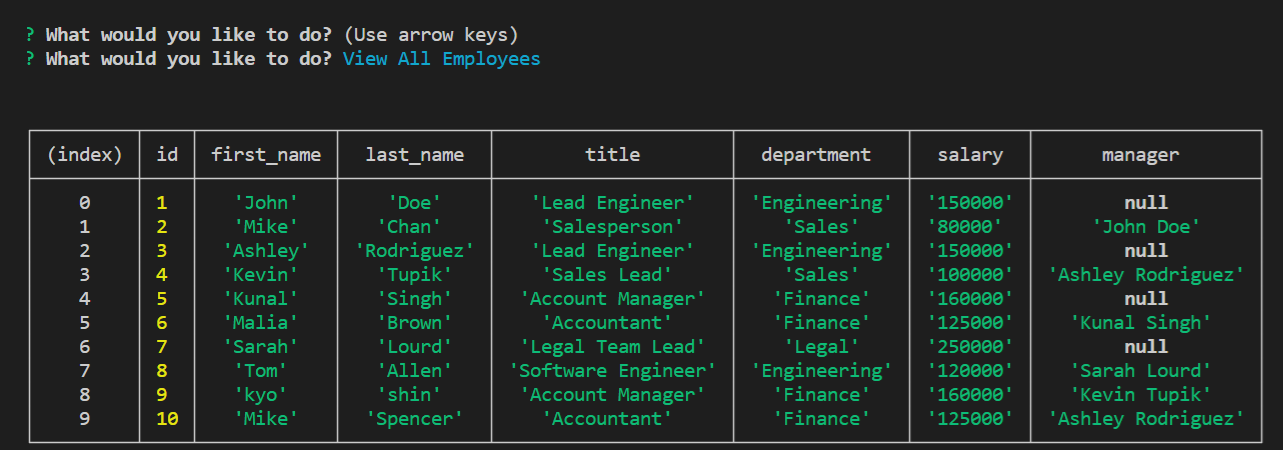 ? What would you like to do? (Use arrow keys)
? What would you like to do? View All Employees
(index) id first_name last_name title department salary manager
0 1 'John' 'Doe' 'Lead Engineer' 'Engineering' '150000' null
1 2 'Mike' 'Chan' 'Salesperson' 'Sales' '80000' 'John Doe'
2 3 'Ashley' 'Rodriguez' 'Lead Engineer' 'Engineering' '150000' null
3 4 'Kevin' 'Tupik' 'Sales Lead' 'Sales' '100000' 'Ashley Rodriguez'
4 5 'Kunal' 'Singh' 'Account Manager' 'Finance' '160000' null
5 6 'Malia' 'Brown' 'Accountant' 'Finance' '125000' 'Kunal Singh'
6 7 'Sarah' 'Lourd' 'Legal Team Lead' 'Legal' '250000' null
7 8 'Tom' 'Allen' 'Software Engineer' 'Engineering' '120000' 'Sarah Lourd'
8 9 'kyo' 'shin' 'Account Manager' 'Finance' '160000' 'Kevin Tupik'
9 10 'Mike' 'Spencer' 'Accountant' 'Finance' '125000' 'Ashley Rodriguez'